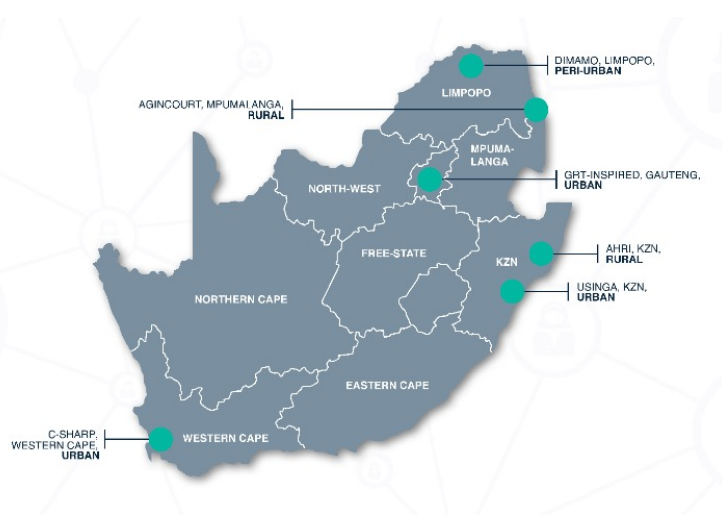 DIMAMO, LIMPOPO,
PERI-URBAN
LIMPOPO
AGINCOURT, MPUMALANGA,
RURAL
MPUMA-
LANGA
GRT-INSPIRED, GAUTENG,
URBAN
NORTH-WEST
FREE-STATE
KZN
AHRI, KZN,
RURAL
USINGA, KZN,
URBAN
NORTHERN CAPE
EASTERN CAPE
C-SHARP,
WESTERN CAPE,
URBAN
WESTERN CAPE